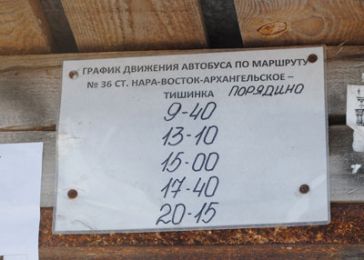 ГРАФИК ДВИЖЕНИЯ АВТОБУСА ПО МАРШРУТУ
№ 36 СТ. НАРА-ВОСТОК-АРХАНГЕЛЬСКОЕ –
ТИШИНКА ПОРЯДИНО
9-40
13-10
15-00
17-40
20-15